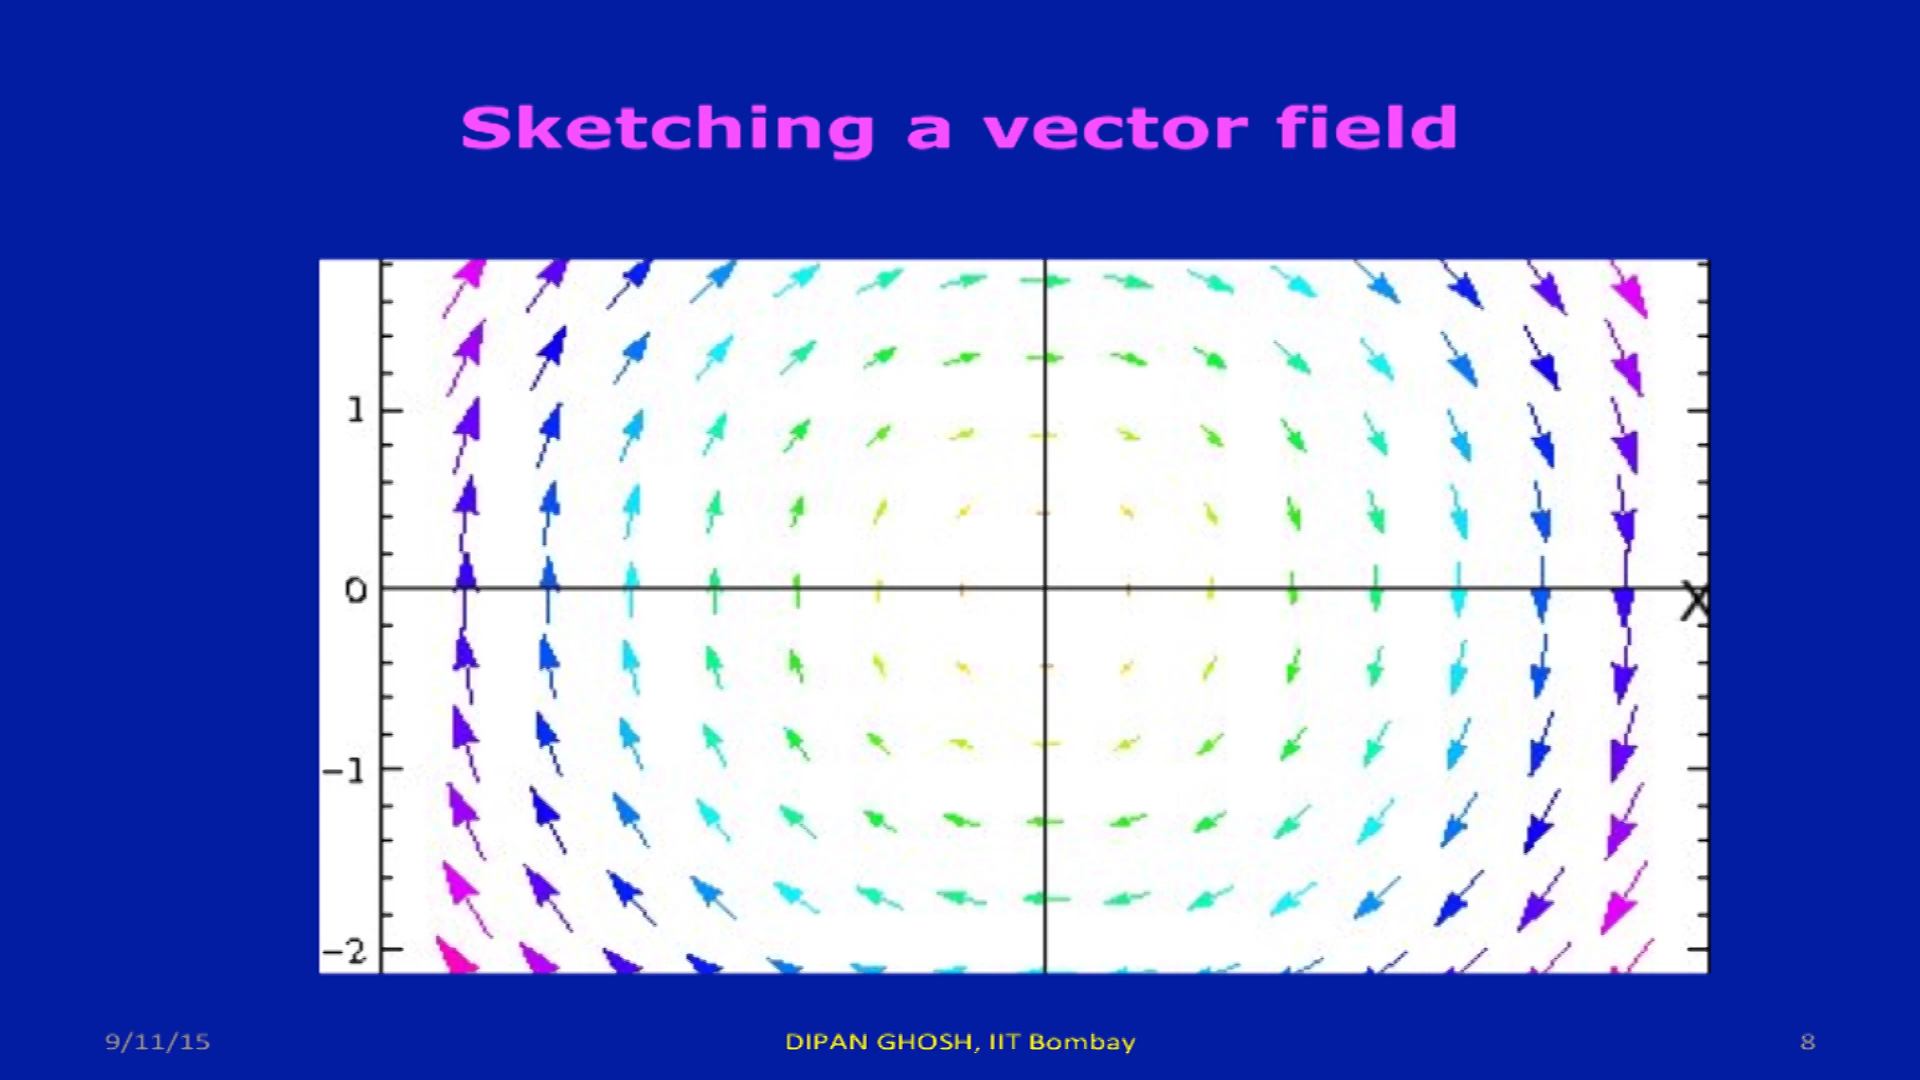 Sketching a vector field
1
0
X
-1
-2
9/11/15
DIPAN GHOSH, IIT Bombay
8